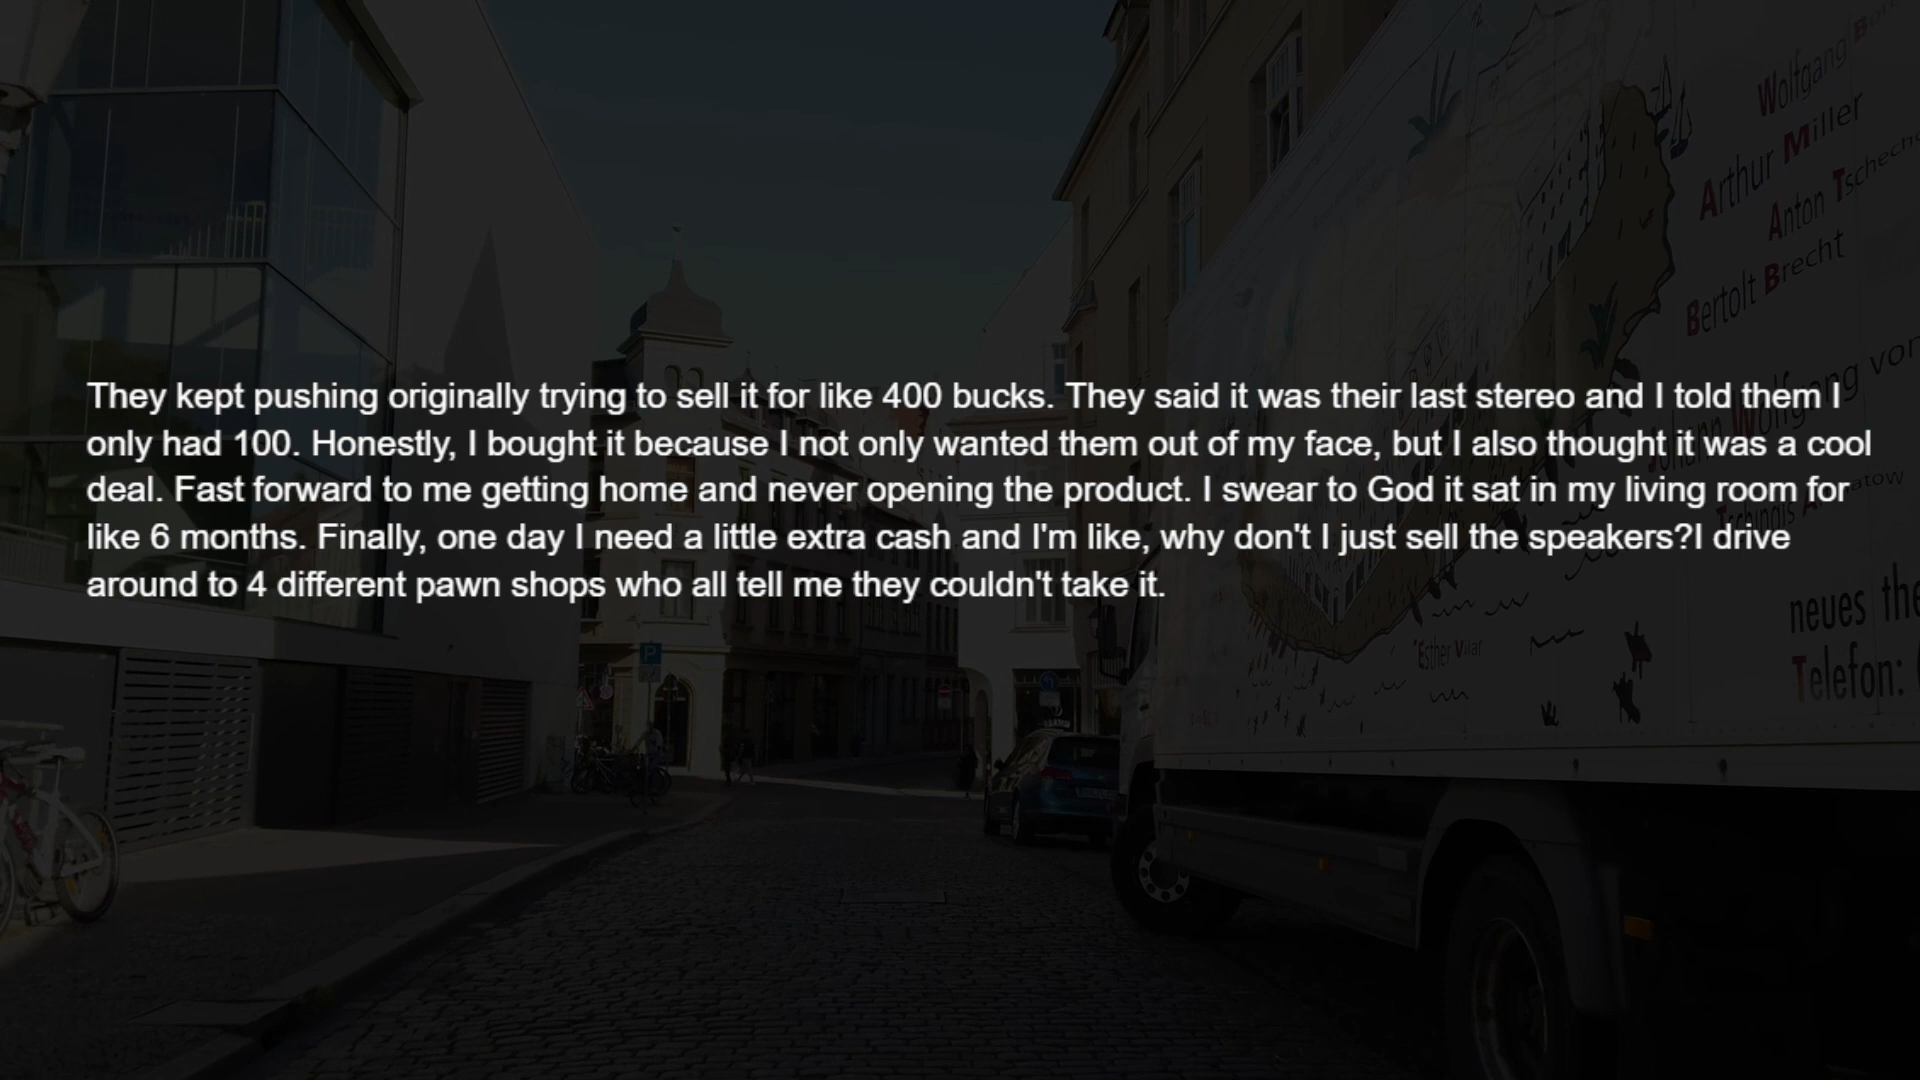 They kept pushing originally trying to sell it for like 400 bucks. They said it was their last stereo and I told them I
only had 100. Honestly, I bought it because I not only wanted them out of my face, but I also thought it was a cool
deal. Fast forward to me getting home and never opening the product. I swear to God it sat in my living room for
like 6 months. Finally, one day I need a little extra cash and I'm like, why don't I just sell the speakers?I drive
around to 4 different pawn shops who all tell me they couldn't take it.
Wolfgang
Arthur Miller
Anton
Bertolt Brecht
Wolfgang von
Esther Vilar
neues
Telefon:
P